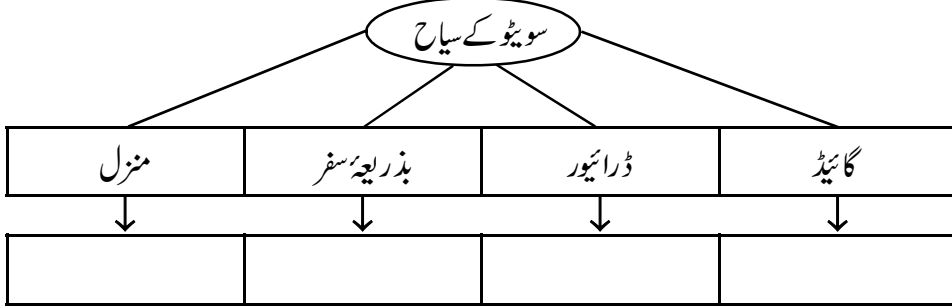 سویٹو کے سیاح
گائیڈ
ڈرائیور
بذریعۂ سفر
منزل